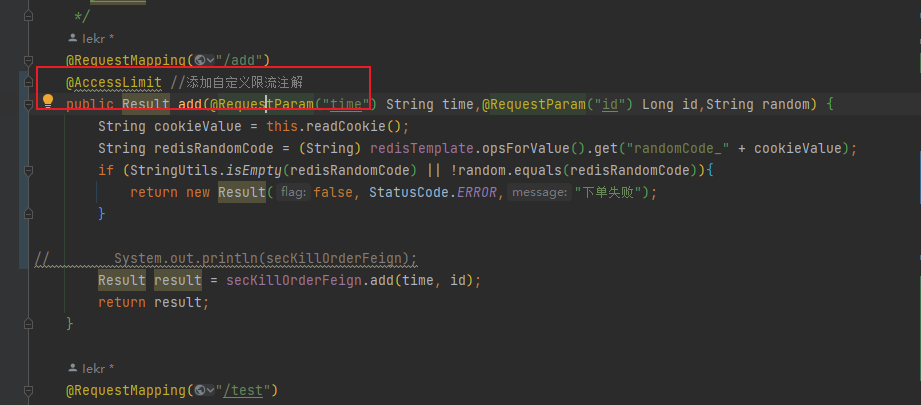 */
lekr *
@RequestMapping("/add")
@AccessLimit //添加自定义限流注解
public Result add(@RequestParam("time") String time,@RequestParam("id") Long id,String random) {
String cookieValue = this.readCookie();
String redisRandomCode = (String) redisTemplate.opsForValue().get("randomCode_" + cookieValue);
if (StringUtils.isEmpty(redisRandomCode) || !random.equals(redisRandomCode)){
return new Result( flag: false, StatusCode.ERROR, message: "下单失败");
}
// System.out.println(secKillOrderFeign);
Result result = secKillOrderFeign.add(time, id);
return result;
}
lekr *
@RequestMapping("/test")